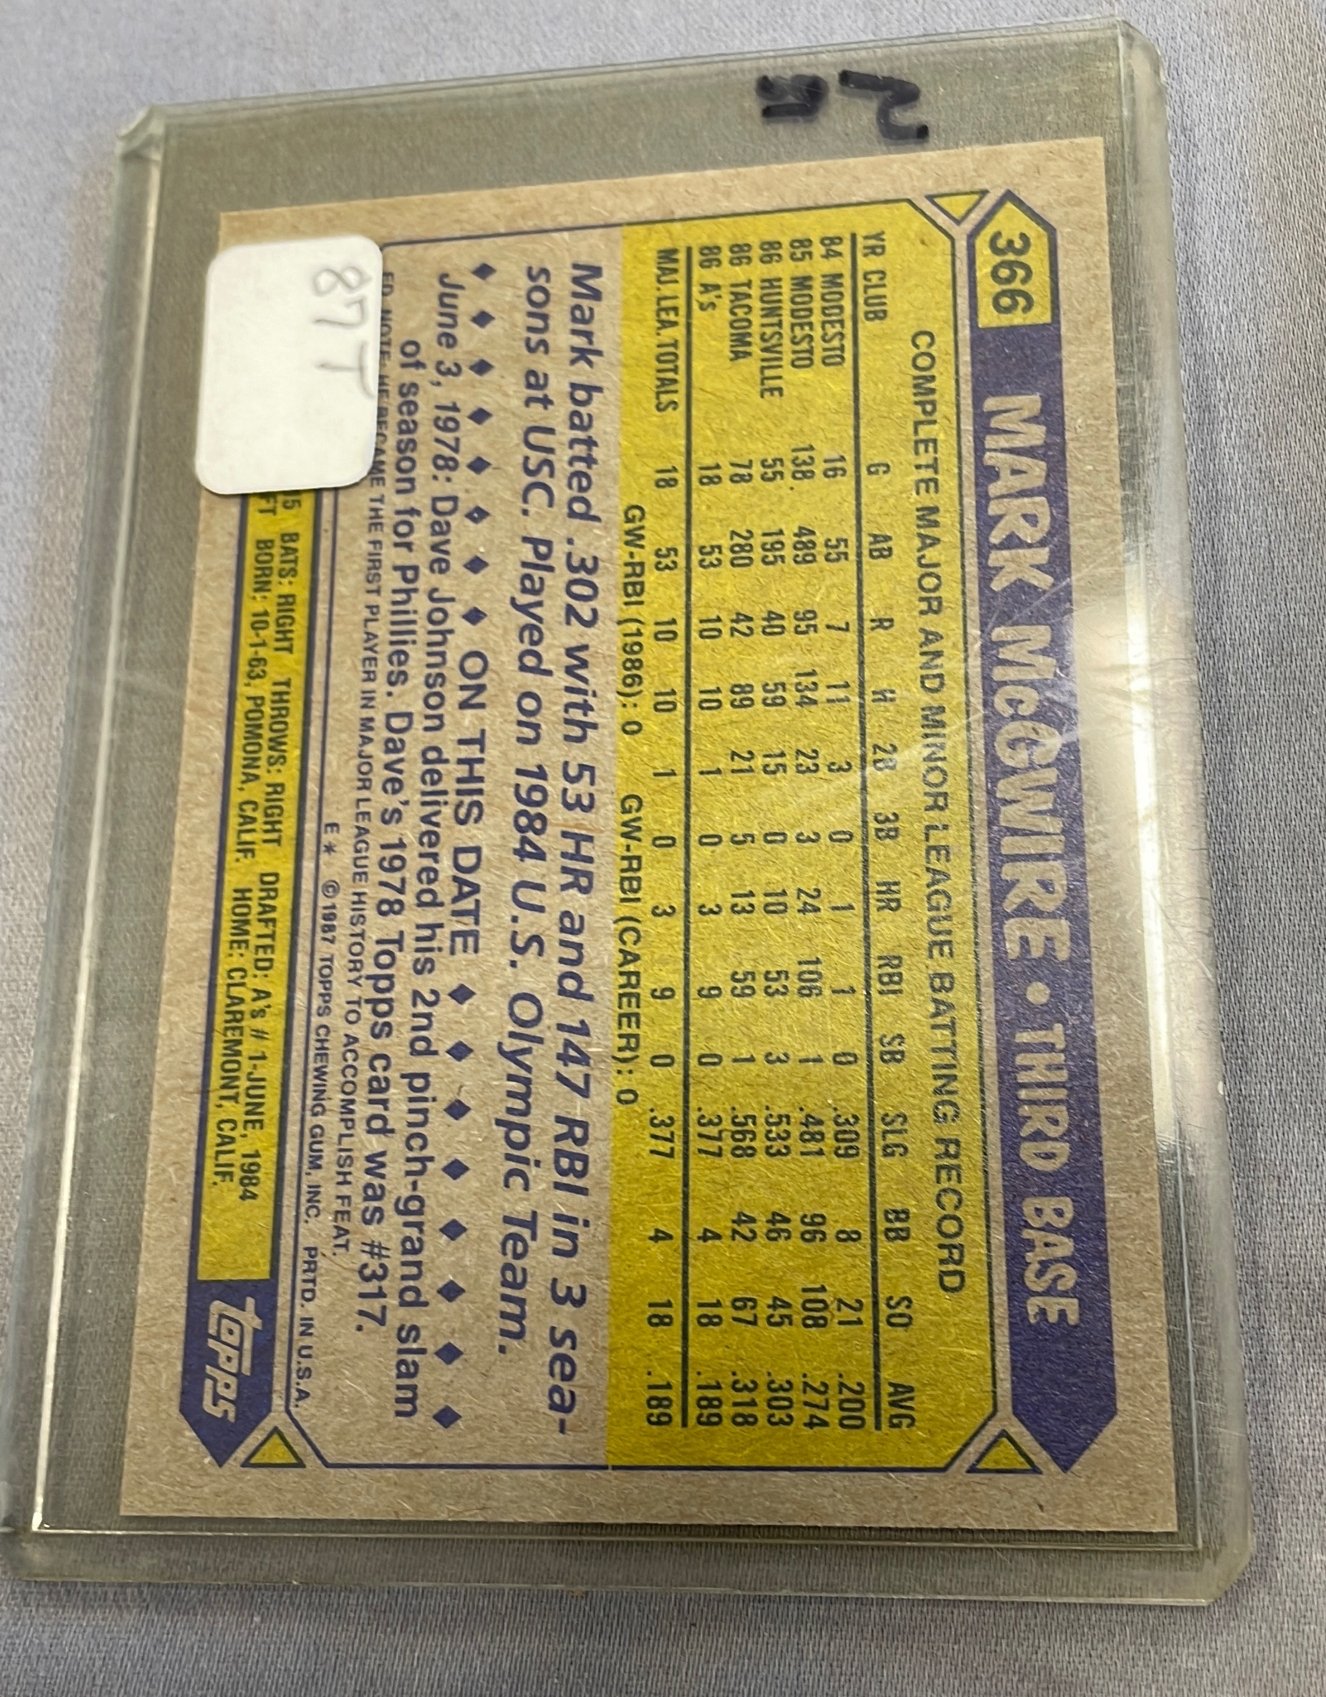 366 MARK McGWIRE • THIRD BASE
COMPLETE MAJOR AND MINOR LEAGUE BATTING RECORD
YR CLUB G AB R H 2B 3B HR RBI SB SLG BB SO AVG
84 MODESTO 16 55 7 11 3 0 1 1 0 .309 8 21 .200
85 MODESTO 138 489 95 134 23 3 24 106 1 .481 96 108 .274
86 HUNTSVILLE 55 195 40 59 15 0 10 53 3 .533 46 45 .303
86 TACOMA 78 280 42 89 21 5 13 59 1 .568 42 67 .318
86 A's 18 53 10 10 1 0 3 9 0 .377 4 18 .189
MAJ. LEA. TOTALS 18 53 10 10 1 0 3 9 0 .377 4 18 .189
GW-RBI (1986): 0 GW-RBI (CAREER): 0
Mark batted .302 with 53 HR and 147 RBI in 3 sea-
sons at USC. Played on 1984 U.S. Olympic Team.
♦ ♦ ♦ ♦ ♦ ♦ ♦ ♦ ON THIS DATE ♦ ♦ ♦ ♦ ♦ ♦ ♦ ♦
June 3, 1978: Dave Johnson delivered his 2nd pinch-grand slam
of season for Phillies. Dave's 1978 Topps card was #317.
ED. NOTE: HE BECAME THE FIRST PLAYER IN MAJOR LEAGUE HISTORY TO ACCOMPLISH FEAT.
E* ©1987 TOPPS CHEWING GUM, INC. PRTD. IN U.S.A.
5 BATS: RIGHT THROWS: RIGHT DRAFTED: A's #1-JUNE, 1984
FT BORN: 10-1-63, POMONA, CALIF. HOME: CLAREMONT, CALIF.
topps
87T